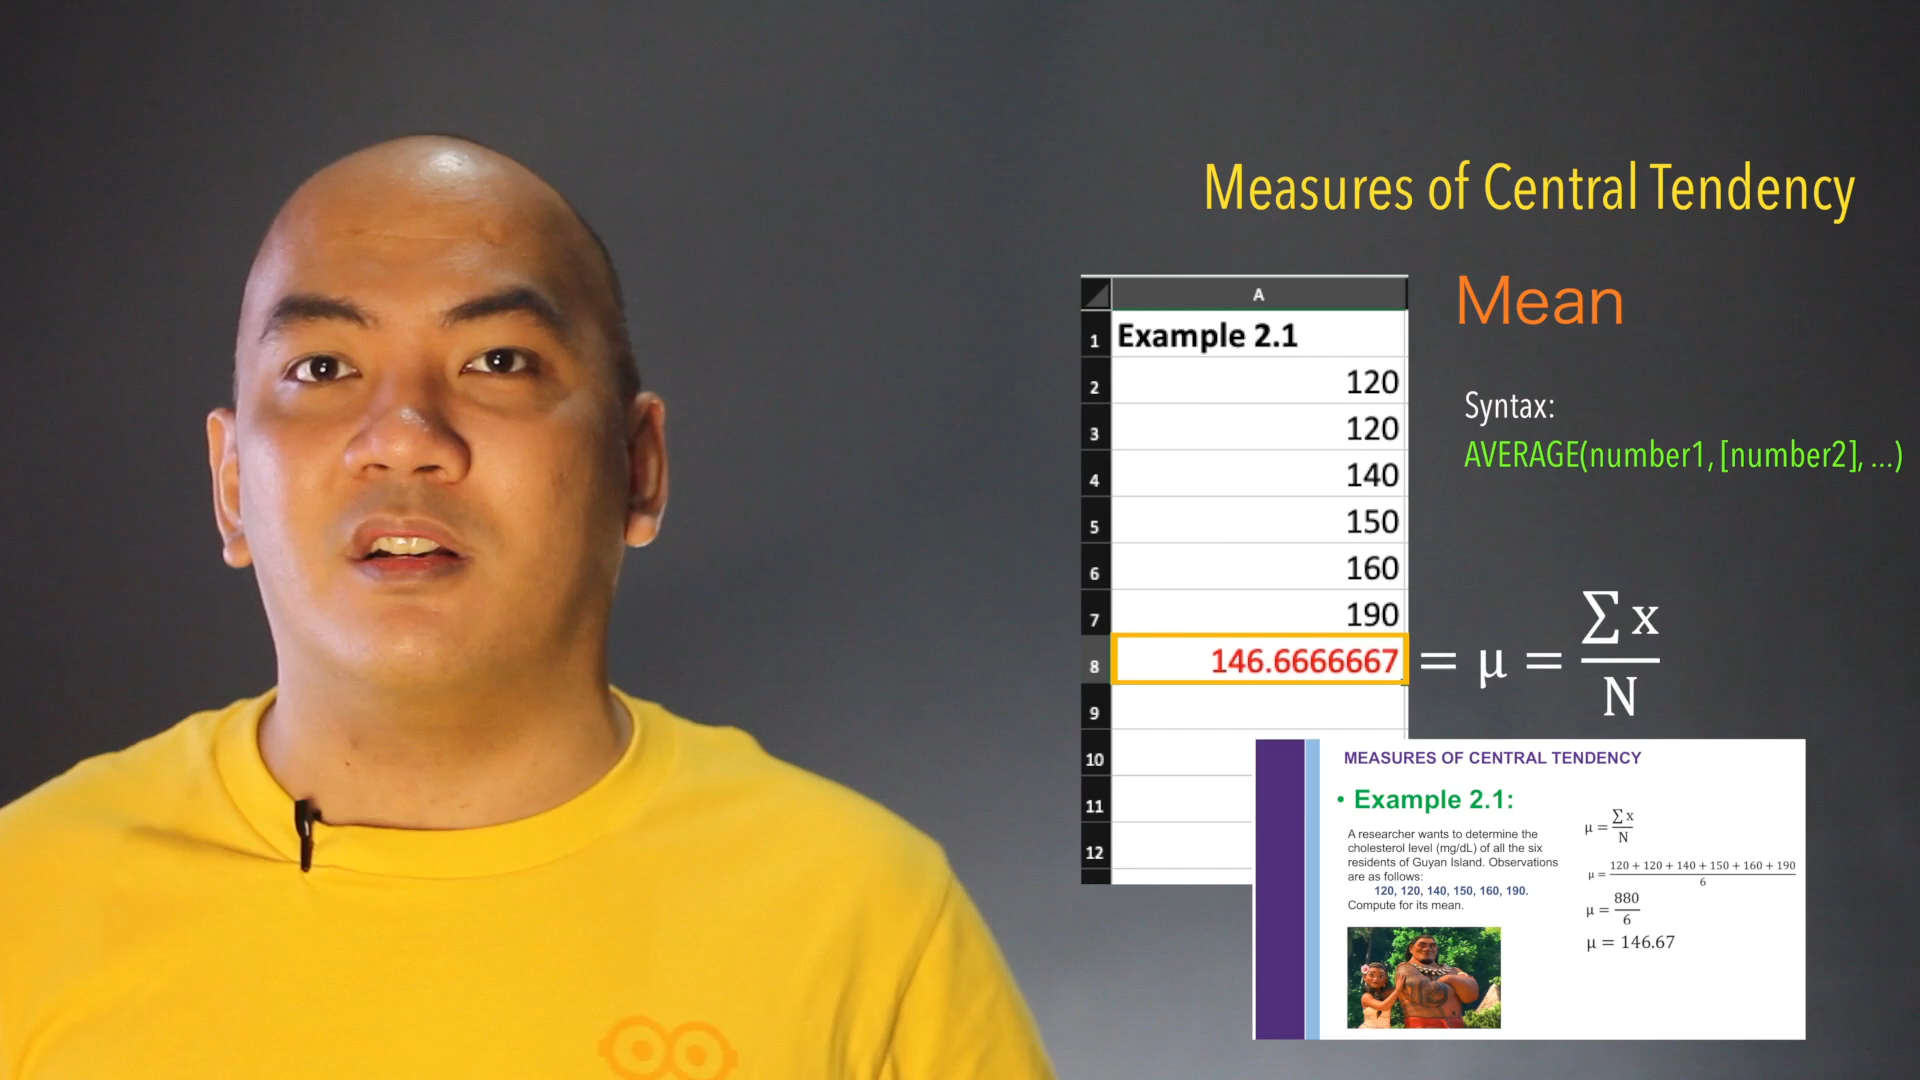 Measures of Central Tendency
Mean
Syntax:
AVERAGE(number1, [number2], ...)
A
1 Example 2.1
2 120
3 120
4 140
5 150
6 160
7 190
8 146.6666667 = μ = ∑ x / N
9
10
11
12
MEASURES OF CENTRAL TENDENCY
• Example 2.1:
A researcher wants to determine the
cholesterol level (mg/dL) of all the six
residents of Guyan Island. Observations
are as follows:
120, 120, 140, 150, 160, 190.
Compute for its mean.
μ = ∑ x / N
μ = 120 + 120 + 140 + 150 + 160 + 190 / 6
μ = 880 / 6
μ = 146.67